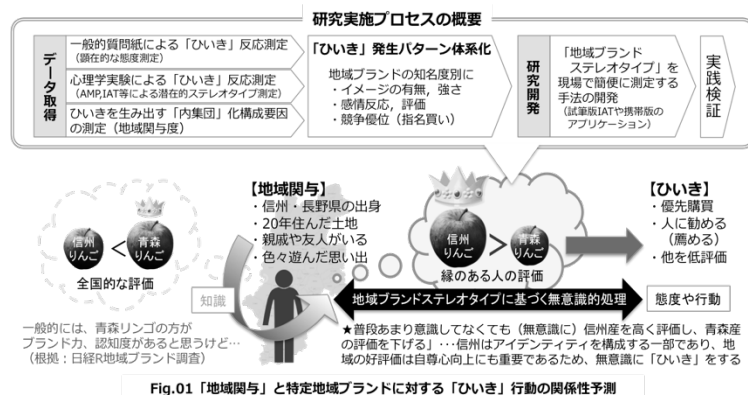 研究実施プロセスの概要
データ取得
一般的質問紙による「ひいき」反応測定
(顕在的な態度測定)
心理学実験による「ひいき」反応測定
(AMP,IAT等による潜在的ステレオタイプ測定)
ひいきを生み出す「内集団」化構成要因
の測定（地域関与度）
「ひいき」発生パターン体系化
地域ブランドの知名度別に
・イメージの有無，強さ
・感情反応，評価
・競争優位（指名買い）
研究開発
「地域ブランド
ステレオタイプ」を
現場で簡便に測定する
手法の開発
(試筆版IATや携帯版の
アプリケーション)
実践検証
信州
りんご
<
青森
りんご
全国的な評価
【地域関与】
・信州・長野県の出身
・20年住んだ土地
・親戚や友人がいる
・色々遊んだ思い出
信州
りんご
>
青森
りんご
縁のある人の評価
【ひいき】
・優先購買
・人に勧める
（薦める）
・他を低評価
知識
地域ブランドステレオタイプに基づく無意識的処理
態度や行動
一般的には、青森リンゴの方が
ブランド力、認知度があると思うけど…
（根拠：日経R地域ブランド調査）
★普段あまり意識してなくても（無意識に）信州産を高く評価し、青森産
の評価を下げる」・・・信州はアイデンティティを構成する一部であり、地
域の好評価は自尊心向上にも重要であるため、無意識に「ひいき」をする
Fig.01「地域関与」と特定地域ブランドに対する「ひいき」行動の関係性予測